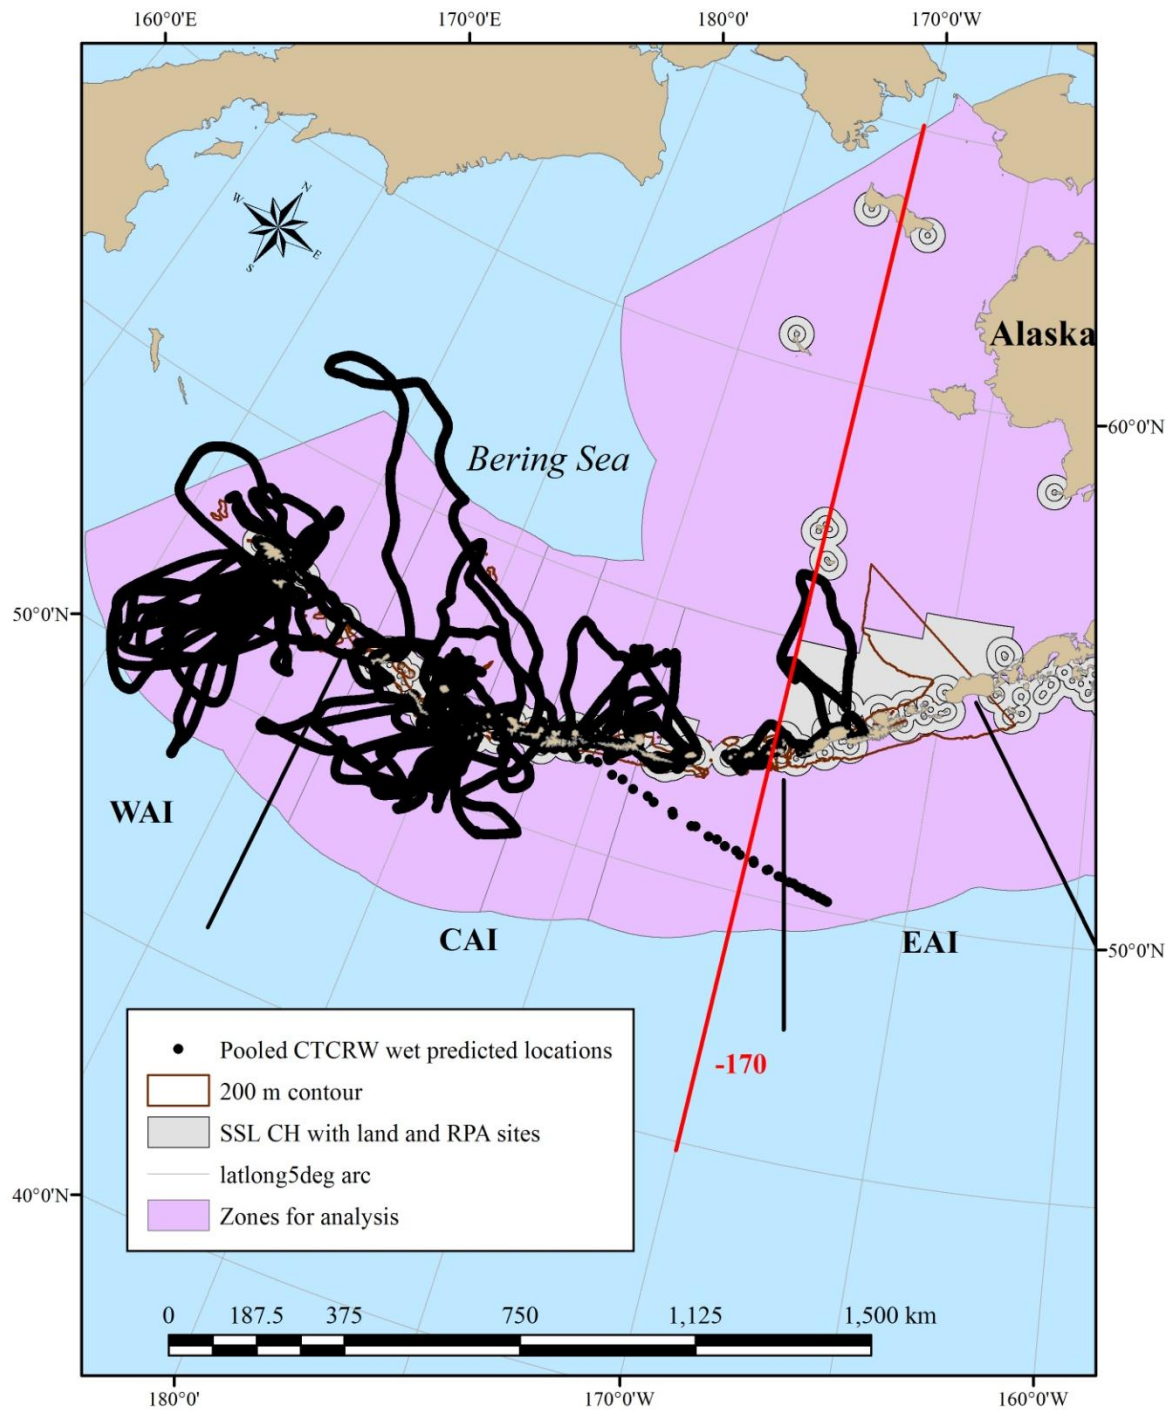 160°0'E 170°0'E 180°0' 170°0'W
N
W
E
S
Alaska
60°0'N
Bering Sea
50°0'N
WAI
CAI
EAI
50°0'N
-170
Pooled CTCRW wet predicted locations
200 m contour
SSL CH with land and RPA sites
latlong5deg arc
Zones for analysis
40°0'N
0 187.5 375 750 1,125 1,500 km
180°0' 170°0'W 160°0'W